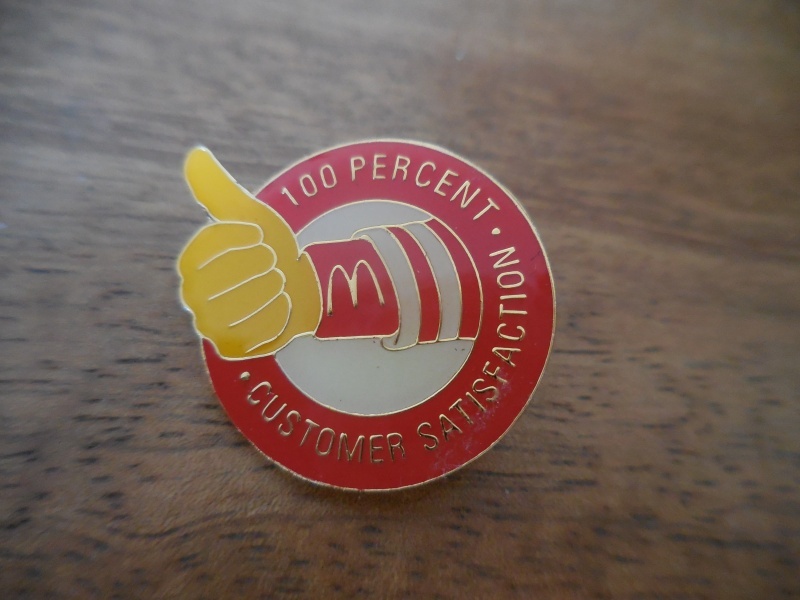 100 PERCENT
CUSTOMER SATISFACTION
M